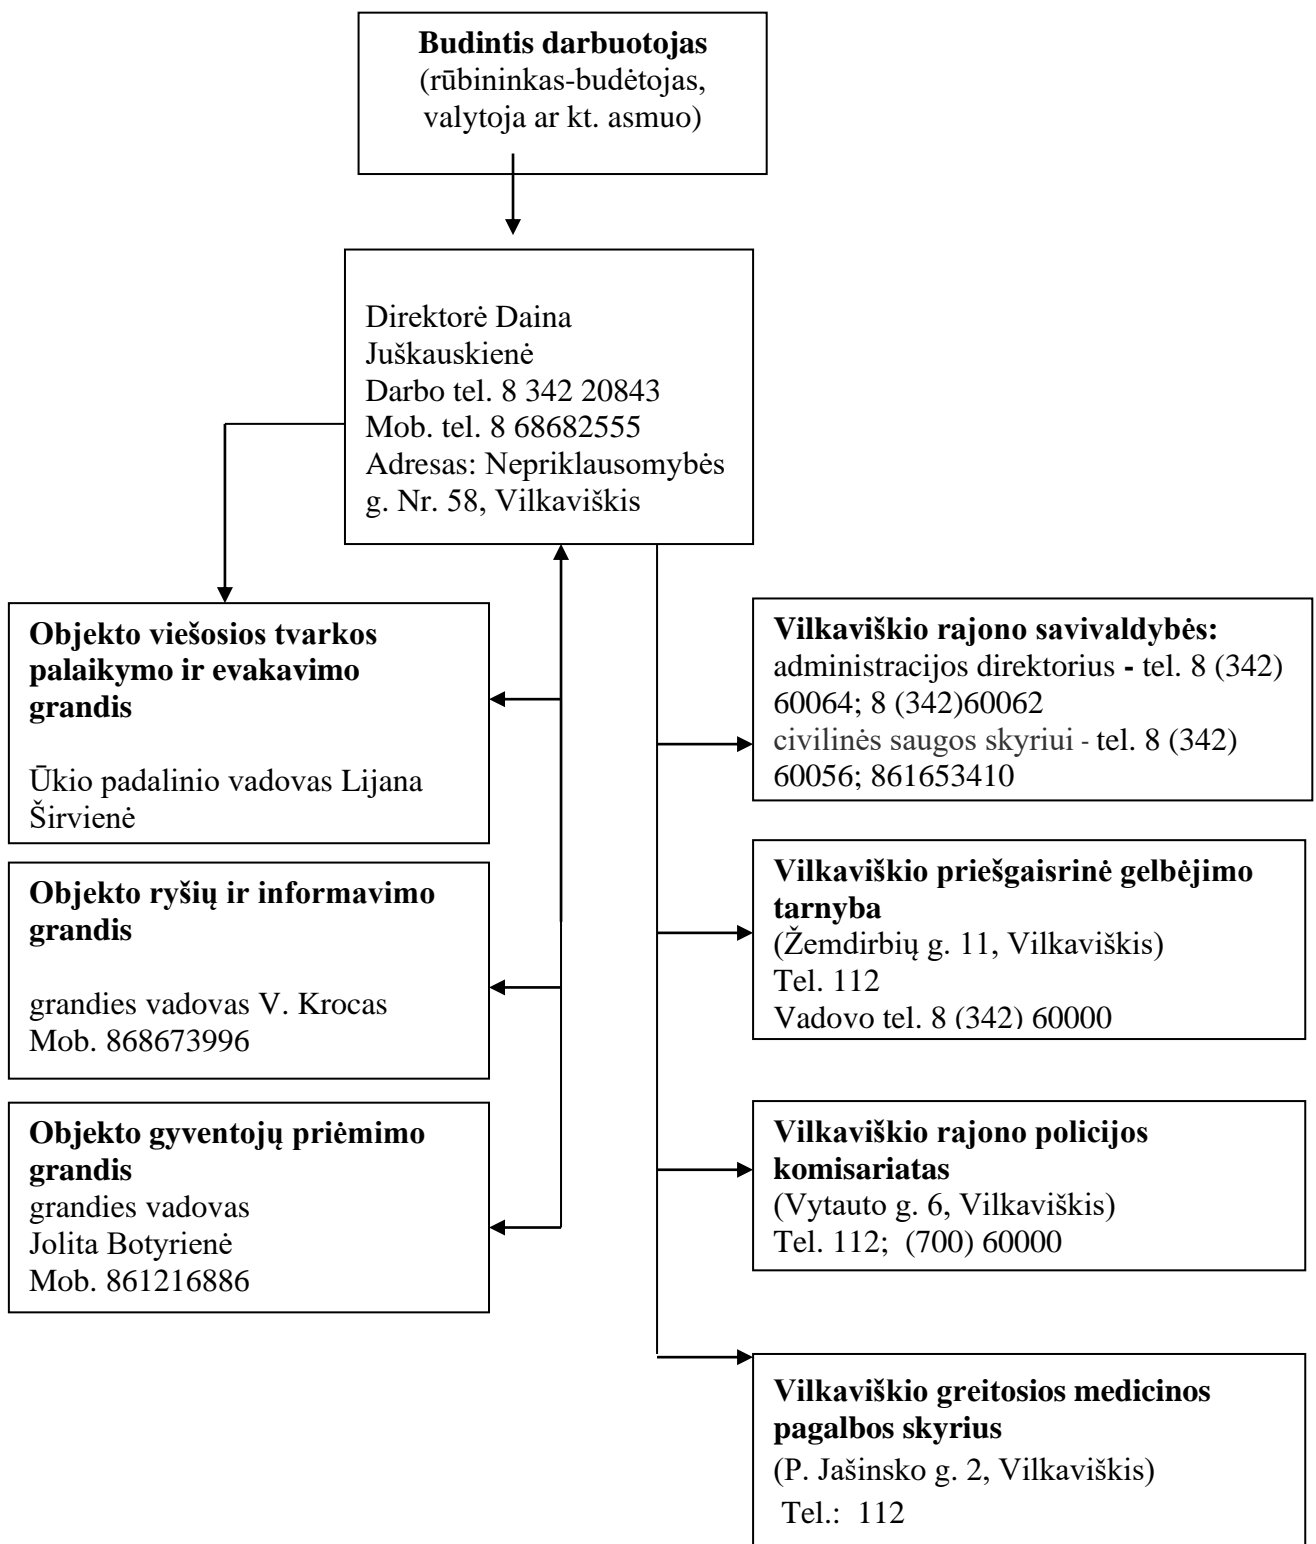 Budintis darbuotojas
(rūbininkas-budėtojas,
valytoja ar kt. asmuo)
Direktorė Daina
Juškauskienė
Darbo tel. 8 342 20843
Mob. tel. 8 68682555
Adresas: Nepriklausomybės
g. Nr. 58, Vilkaviškis
Objekto viešosios tvarkos
palaikymo ir evakavimo
grandis
Ūkio padalinio vadovas Lijana
Širvienė
Objekto ryšių ir informavimo
grandis
grandies vadovas V. Krocas
Mob. 868673996
Objekto gyventojų priėmimo
grandis
grandies vadovas
Jolita Botyrienė
Mob. 861216886
Vilkaviškio rajono savivaldybės:
administracijos direktorius - tel. 8 (342)
60064; 8 (342)60062
civilinės saugos skyriui - tel. 8 (342)
60056; 861653410
Vilkaviškio priešgaisrinė gelbėjimo
tarnyba
(Žemdirbių g. 11, Vilkaviškis)
Tel. 112
Vadovo tel. 8 (342) 60000
Vilkaviškio rajono policijos
komisariatas
(Vytauto g. 6, Vilkaviškis)
Tel. 112;  (700) 60000
Vilkaviškio greitosios medicinos
pagalbos skyrius
(P. Jašinsko g. 2, Vilkaviškis)
Tel.:  112